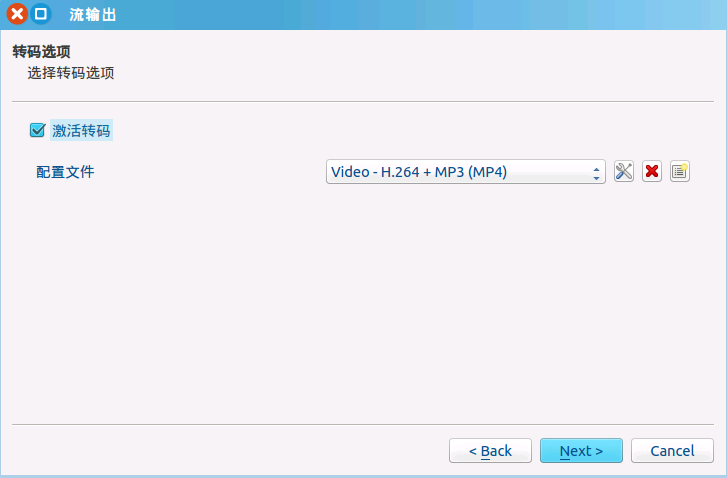 流输出
转码选项
选择转码选项
激活转码
配置文件
Video - H.264 + MP3 (MP4)
< Back
Next >
Cancel